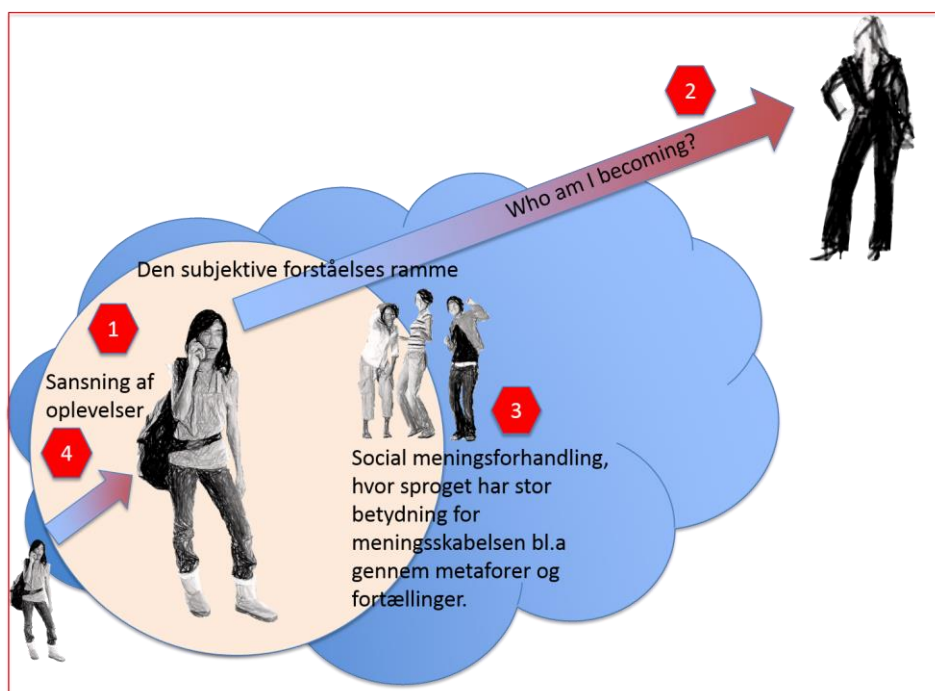 2
Who am I becoming?
Den subjektive forståelses ramme
1
Sansning af
oplevelser
3
4
Social meningsforhandling,
hvor sproget har stor
betydning for
meningsskabelsen bl.a
gennem metaforer og
fortællinger.